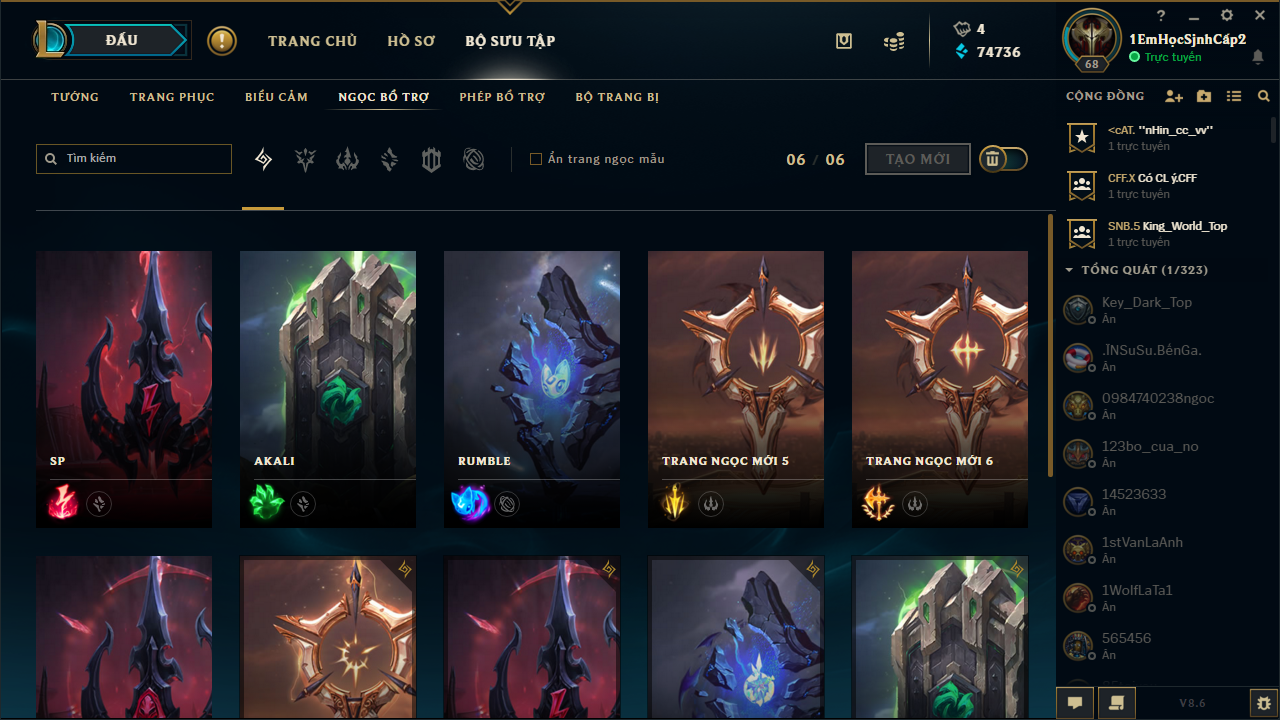 ĐẤU
TRANG CHỦ
HỒ SƠ
BỘ SƯU TẬP
4
74736
68
1EmHọcSịnhCấp2
Trực tuyến
TƯỚNG
TRANG PHỤC
BIỂU CẢM
NGỌC BỔ TRỢ
PHÉP BỔ TRỢ
BỘ TRANG BỊ
CỘNG ĐỒNG
Tìm kiếm
Ẩn trang ngọc mẫu
06 / 06
TẠO MỚI
<cAT. "nHin_cc_vv"
1 trực tuyến
CFF.X Có CL ý.CFF
1 trực tuyến
SNB.5 King_World_Top
1 trực tuyến
TỔNG QUÁT (1/323)
Key_Dark_Top
Ẩn
.ÏNSuSu.BếnGa.
Ẩn
0984740238ngoc
Ẩn
123bo_cua_no
Ẩn
14523633
Ẩn
1stVanLaAnh
Ẩn
1WolfLaTa1
Ẩn
565456
Ẩn
SP
AKALI
RUMBLE
TRANG NGỌC MỚI 5
TRANG NGỌC MỚI 6
V8.6